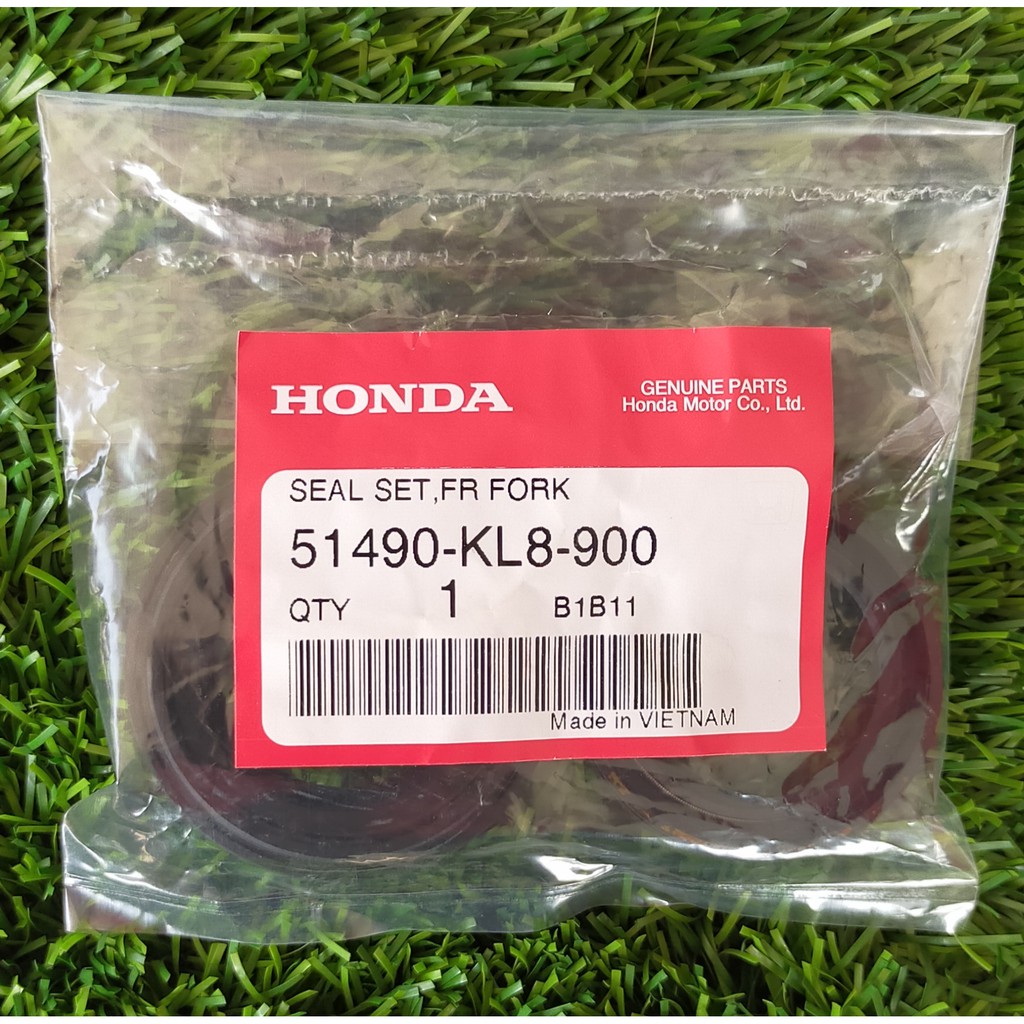 HONDA
GENUINE PARTS
Honda Motor Co., Ltd.
SEAL SET,FR FORK
51490-KL8-900
QTY 1 B1B11
Made in VIETNAM